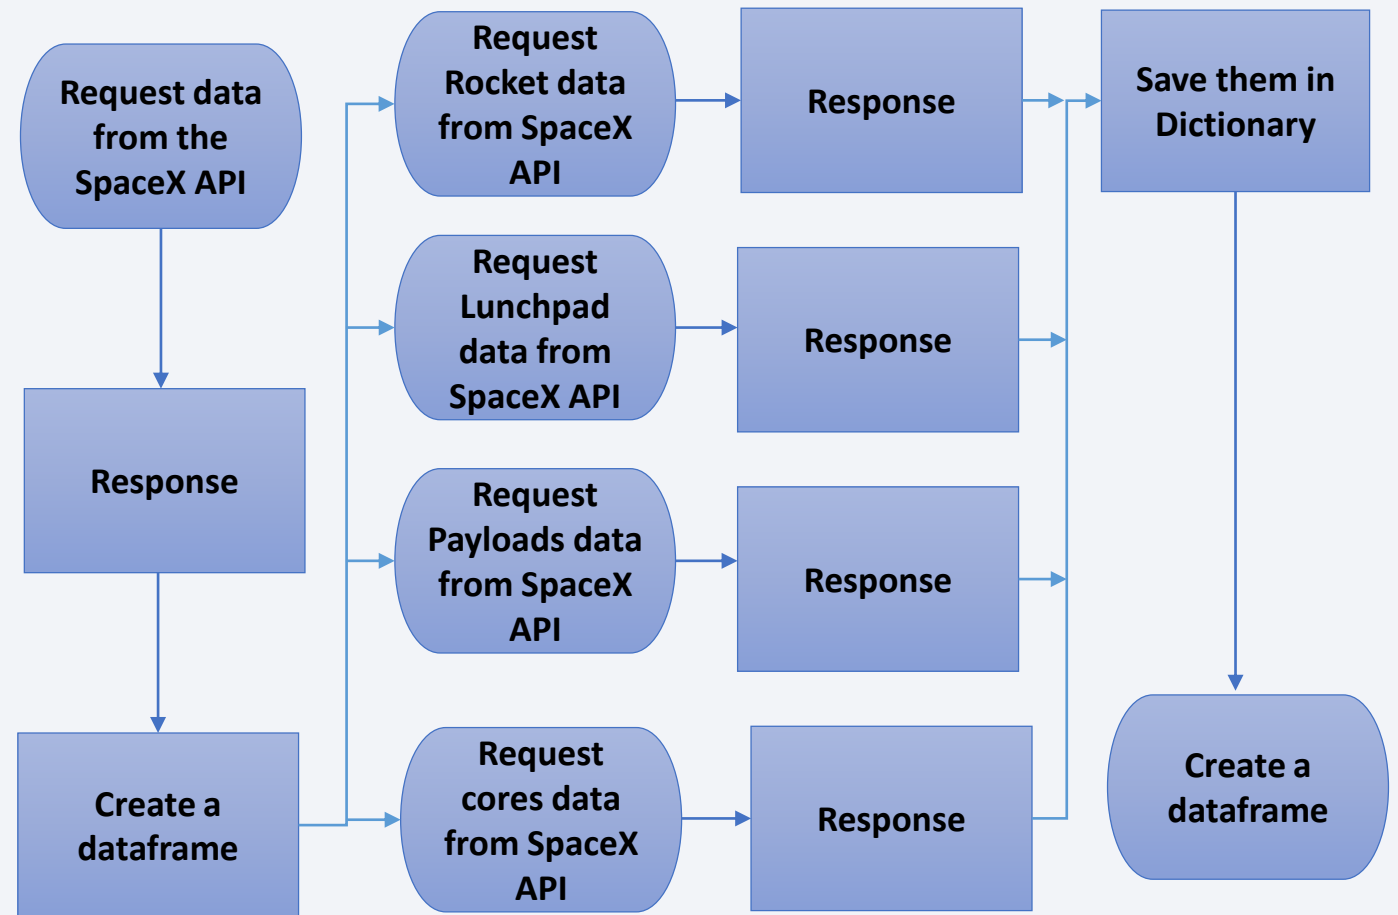 Request data
from the
SpaceX API
Response
Create a
dataframe
Request
Rocket data
from SpaceX
API
Response
Request
Lunchpad
data from
SpaceX API
Response
Request
Payloads data
from SpaceX
API
Response
Request
cores data
from SpaceX
API
Response
Save them in
Dictionary
Create a
dataframe